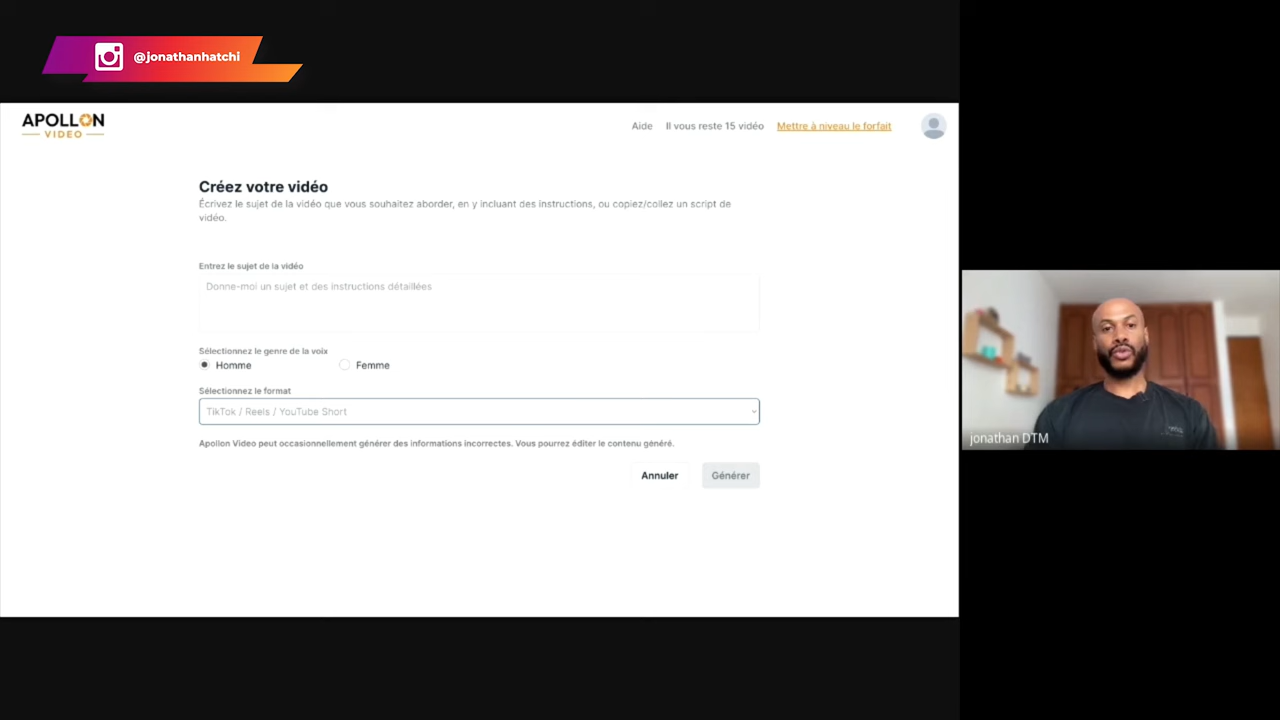 @jonathanhatchi
APOLLON
VIDEO
Aide Il vous reste 15 vidéo Mettre à niveau le forfait
Créez votre vidéo
Écrivez le sujet de la vidéo que vous souhaitez aborder, en y incluant des instructions, ou copiez/collez un script de
vidéo.
Entrez le sujet de la vidéo
Donne-moi un sujet et des instructions détaillées
Sélectionnez le genre de la voix
Homme Femme
Sélectionnez le format
TikTok / Reels / YouTube Short
Apollon Video peut occasionnellement générer des informations incorrectes. Vous pourrez éditer le contenu généré.
Annuler Générer
jonathan DTM